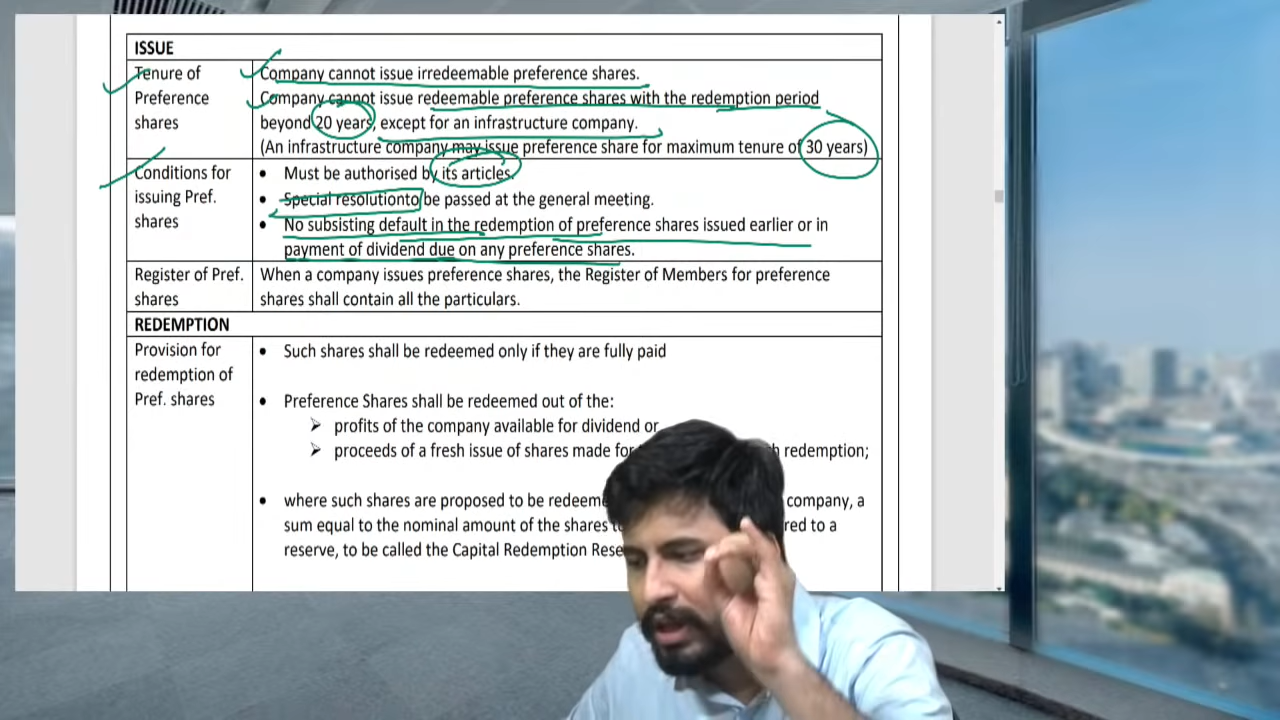 ISSUE
Tenure of
Preference
shares
Company cannot issue irredeemable preference shares.
Company cannot issue redeemable preference shares with the redemption period
beyond 20 years, except for an infrastructure company.
(An infrastructure company may issue preference share for maximum tenure of 30 years)
Conditions for
issuing Pref.
shares
• Must be authorised by its articles.
• Special resolutionto be passed at the general meeting.
• No subsisting default in the redemption of preference shares issued earlier or in
payment of dividend due on any preference shares.
Register of Pref.
shares
When a company issues preference shares, the Register of Members for preference
shares shall contain all the particulars.
REDEMPTION
Provision for
redemption of
Pref. shares
• Such shares shall be redeemed only if they are fully paid
• Preference Shares shall be redeemed out of the:
➢ profits of the company available for dividend or
➢ proceeds of a fresh issue of shares made for redemption;
• where such shares are proposed to be company, a
sum equal to the nominal amount of the shares to a
reserve, to be called the Capital Redemption